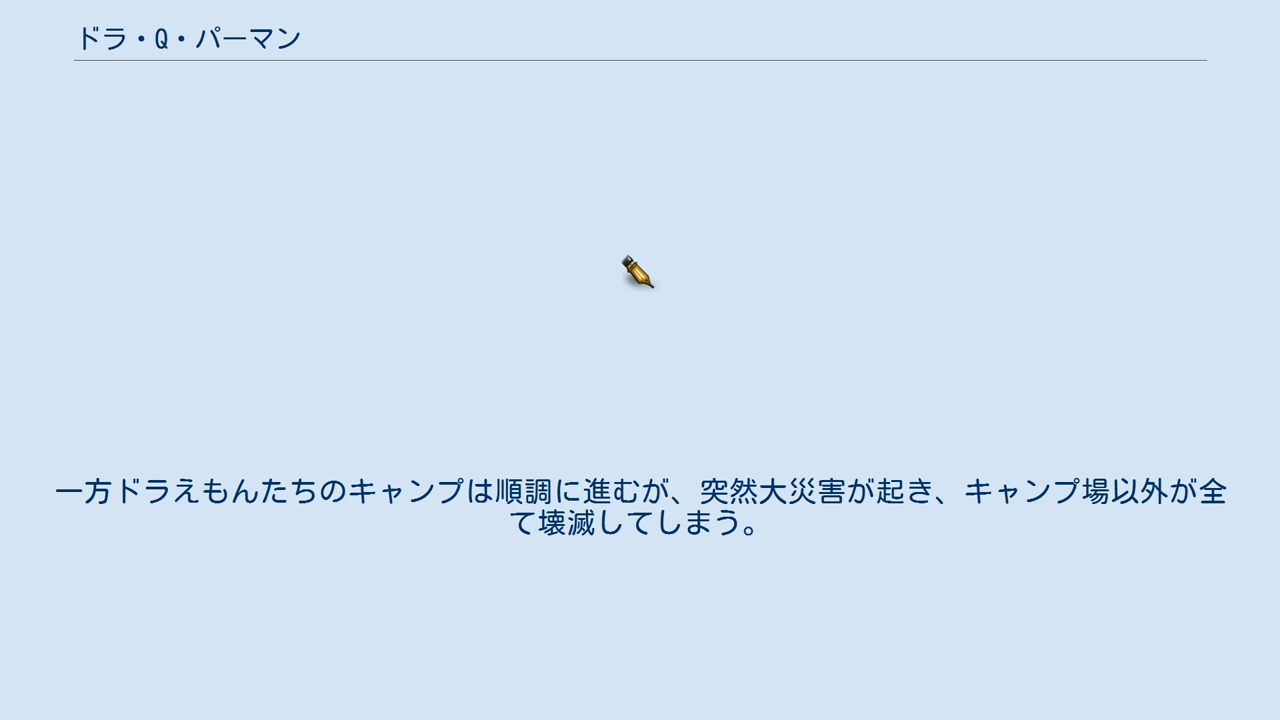 ドラ・Q・パーマン
一方ドラえもんたちのキャンプは順調に進むが、突然大災害が起き、キャンプ場以外が全
て壊滅してしまう。